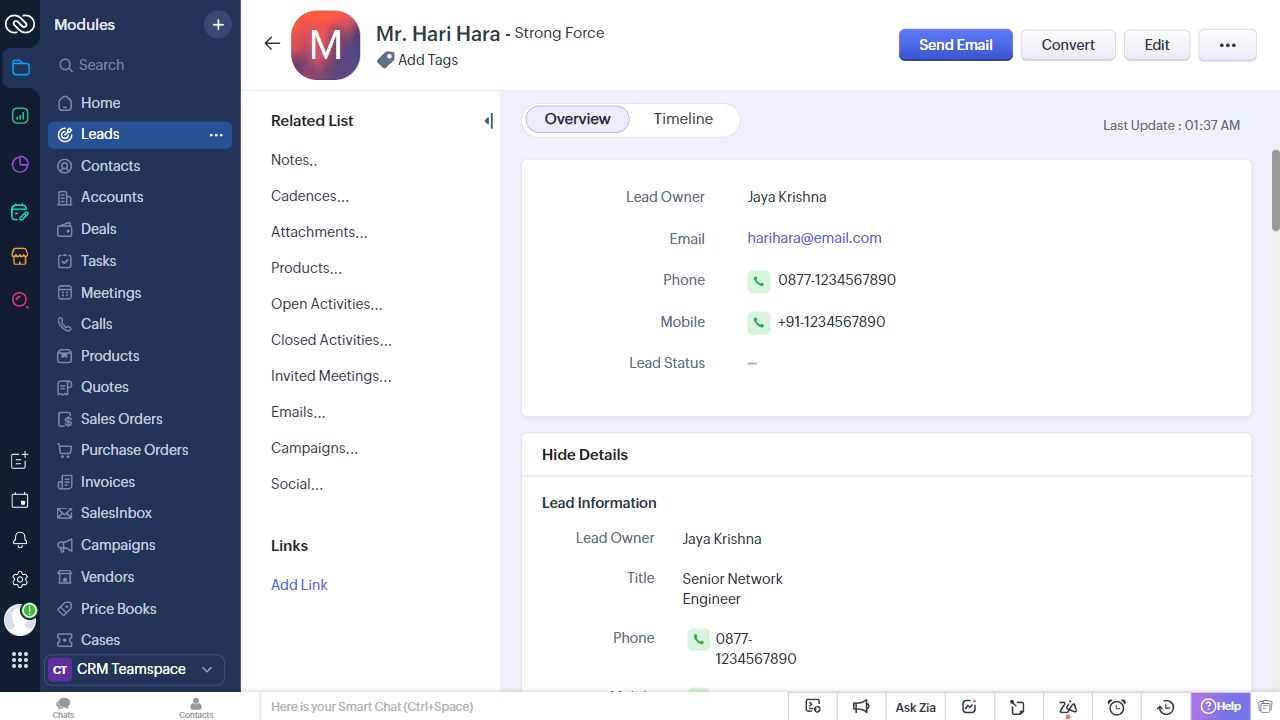 Modules
+
Search
Home
Leads
Contacts
Accounts
Deals
Tasks
Meetings
Calls
Products
Quotes
Sales Orders
Purchase Orders
Invoices
SalesInbox
Campaigns
Vendors
Price Books
Cases
CT CRM Teamspace
M
Mr. Hari Hara - Strong Force
Add Tags
Send Email
Convert
Edit
...
Related List
Notes..
Cadences...
Attachments...
Products...
Open Activities...
Closed Activities...
Invited Meetings...
Emails...
Campaigns...
Social...
Links
Add Link
Overview
Timeline
Last Update : 01:37 AM
Lead Owner Jaya Krishna
Email harihara@email.com
Phone 0877-1234567890
Mobile +91-1234567890
Lead Status —
Hide Details
Lead Information
Lead Owner Jaya Krishna
Title Senior Network
Engineer
Phone 0877-
1234567890
Chats
Contacts
Here is your Smart Chat (Ctrl+Space)
Ask Zia
Help